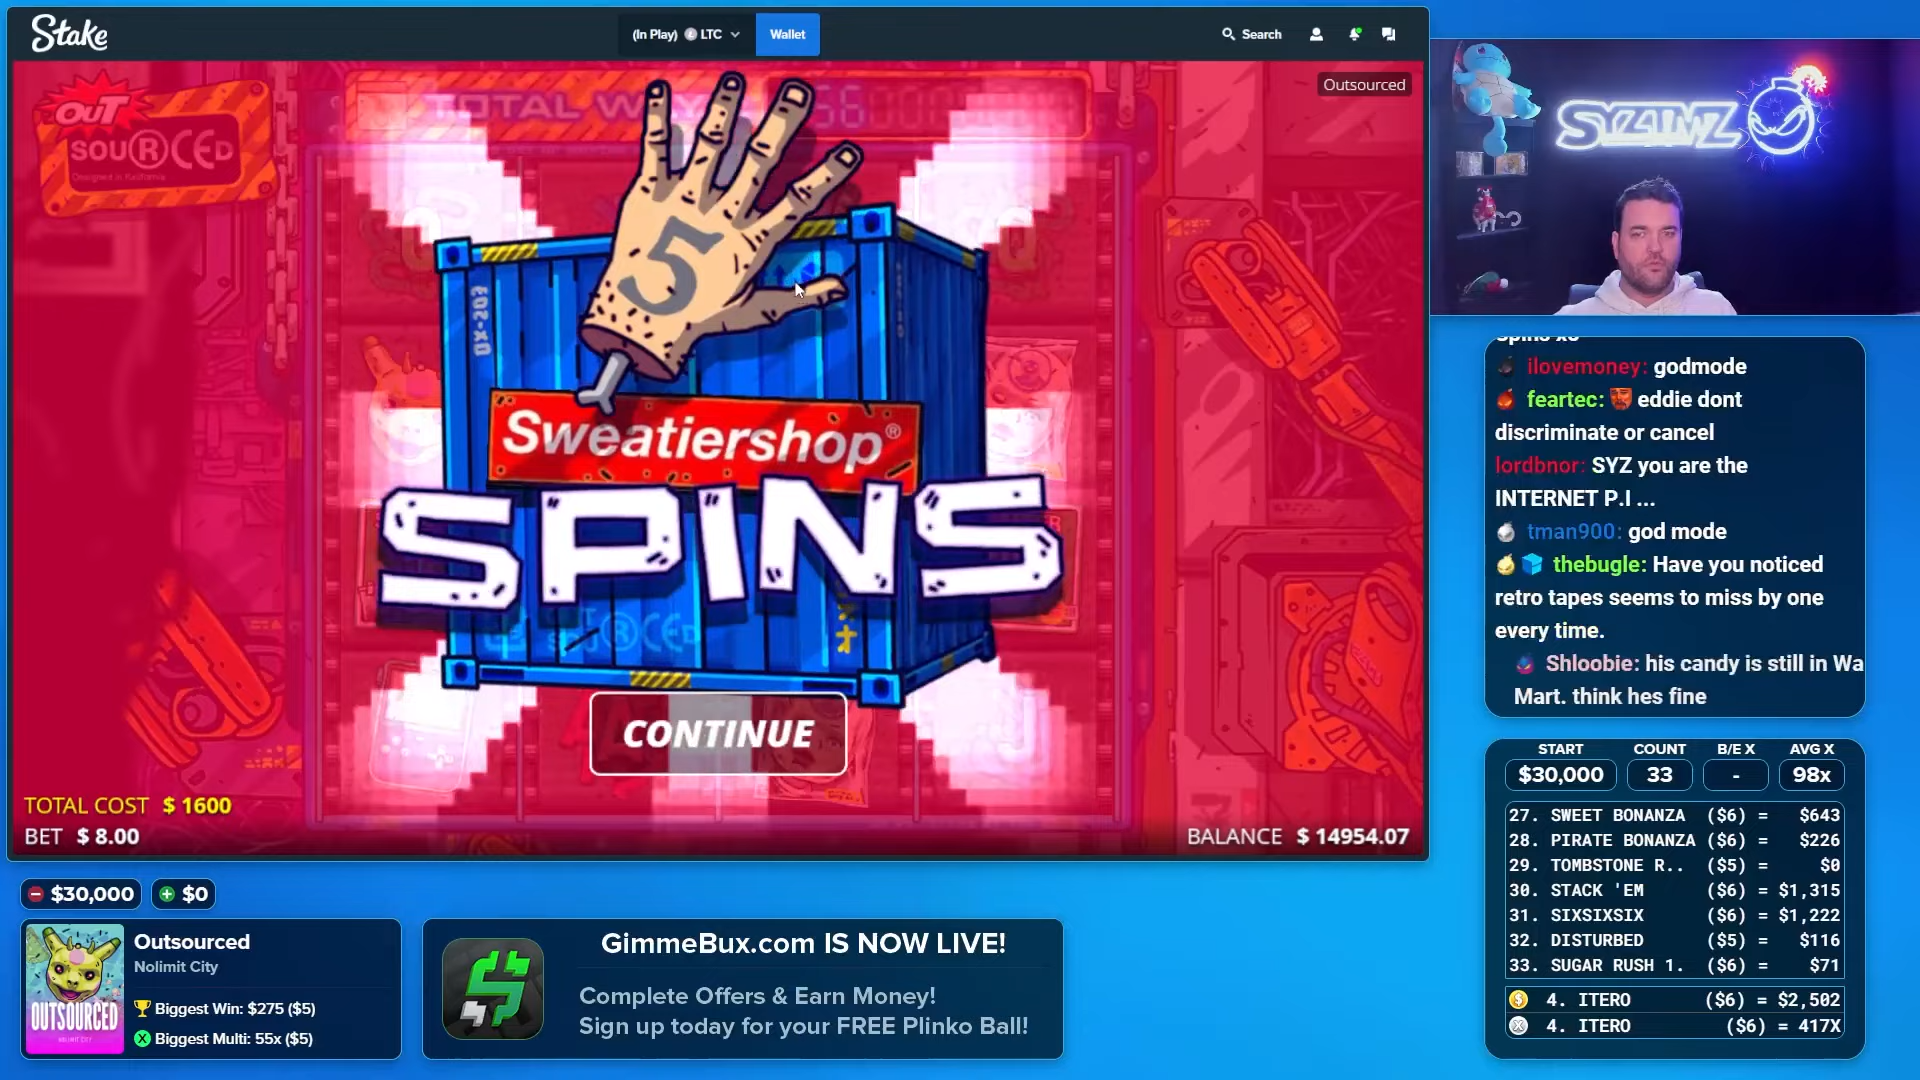 Stake
(In Play) LTC
Wallet
Search
Outsourced
OUT
SOURCED
TOTAL WAYS
5
Sweatiershop®
SPINS
CONTINUE
TOTAL COST $ 1600
BET $ 8.00
BALANCE $ 14954.07
SYZTMZ
ilovemoney: godmode
feartec: eddie dont
discriminate or cancel
lordbnor: SYZ you are the
INTERNET P.I ...
tman900: god mode
thebugle: Have you noticed
retro tapes seems to miss by one
every time.
Shloobie: his candy is still in Wa
Mart. think hes fine
START COUNT B/E X AVG X
$30,000 33 - 98x
27. SWEET BONANZA ($6) = $643
28. PIRATE BONANZA ($6) = $226
29. TOMBSTONE R.. ($5) = $0
30. STACK 'EM ($6) = $1,315
31. SIXSIXSIX ($6) = $1,222
32. DISTURBED ($5) = $116
33. SUGAR RUSH 1. ($6) = $71
4. ITERO ($6) = $2,502
4. ITERO ($6) = 417X
$30,000
$0
OUTSOURCED
NOLIMIT CITY
Outsourced
Nolimit City
Biggest Win: $275 ($5)
Biggest Multi: 55x ($5)
GimmeBux.com IS NOW LIVE!
Complete Offers & Earn Money!
Sign up today for your FREE Plinko Ball!